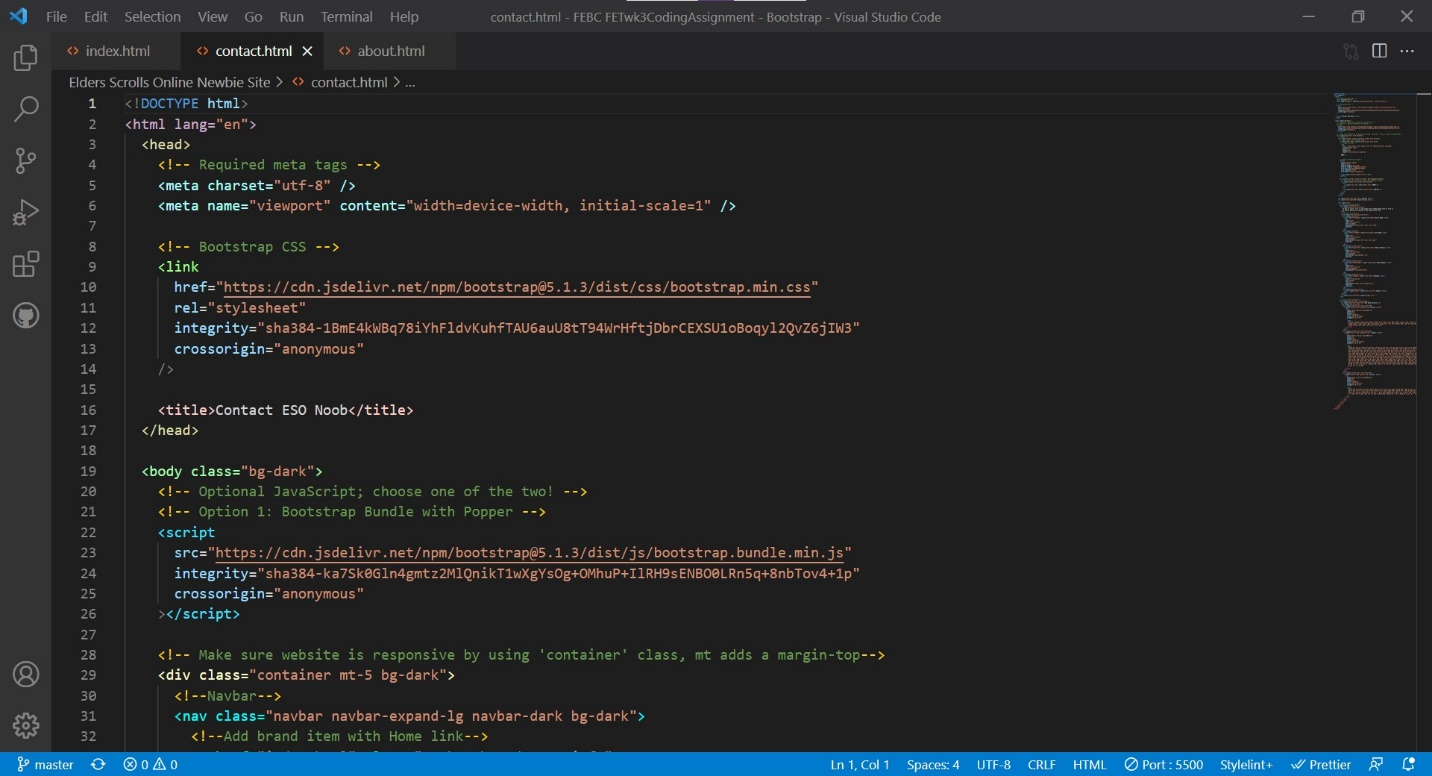 File Edit Selection View Go Run Terminal Help contact.html - FEBC FETwk3CodingAssignment - Bootstrap - Visual Studio Code
index.html contact.html about.html
Elders Scrolls Online Newbie Site > contact.html > ...
1 <!DOCTYPE html>
2 <html lang="en">
3 <head>
4 <!-- Required meta tags -->
5 <meta charset="utf-8" />
6 <meta name="viewport" content="width=device-width, initial-scale=1" />
7
8 <!-- Bootstrap CSS -->
9 <link
10 href="https://cdn.jsdelivr.net/npm/bootstrap@5.1.3/dist/css/bootstrap.min.css"
11 rel="stylesheet"
12 integrity="sha384-1BmE4kWBq78iYhFldvKuhfTAU6auU8tT94WrHftjDbrCEXSU1oBoqyl2QvZ6jIW3"
13 crossorigin="anonymous"
14 />
15
16 <title>Contact ESO Noob</title>
17 </head>
18
19 <body class="bg-dark">
20 <!-- Optional JavaScript; choose one of the two! -->
21 <!-- Option 1: Bootstrap Bundle with Popper -->
22 <script
23 src="https://cdn.jsdelivr.net/npm/bootstrap@5.1.3/dist/js/bootstrap.bundle.min.js"
24 integrity="sha384-ka7Sk0Gln4gmtz2MlQnikT1wXgYsOg+OMhuP+IlRH9sENBO0LRn5q+8nbTov4+1p"
25 crossorigin="anonymous"
26 ></script>
27
28 <!-- Make sure website is responsive by using 'container' class, mt adds a margin-top-->
29 <div class="container mt-5 bg-dark">
30 <!--Navbar-->
31 <nav class="navbar navbar-expand-lg navbar-dark bg-dark">
32 <!--Add brand item with Home link-->
master 0 0 Ln 1, Col 1 Spaces: 4 UTF-8 CRLF HTML Port : 5500 Stylelint+ Prettier